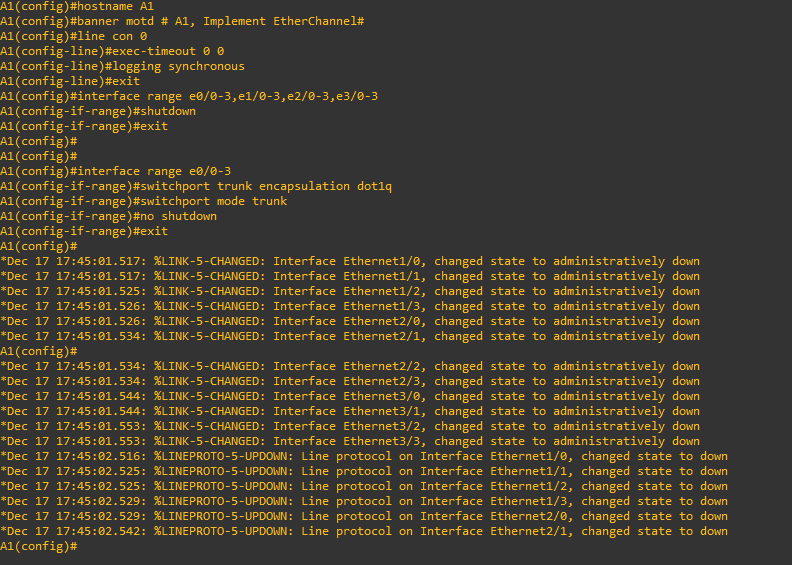 A1(config)#hostname A1
A1(config)#banner motd # A1, Implement EtherChannel#
A1(config)#line con 0
A1(config-line)#exec-timeout 0 0
A1(config-line)#logging synchronous
A1(config-line)#exit
A1(config)#interface range e0/0-3,e1/0-3,e2/0-3,e3/0-3
A1(config-if-range)#shutdown
A1(config-if-range)#exit
A1(config)#
A1(config)#
A1(config)#interface range e0/0-3
A1(config-if-range)#switchport trunk encapsulation dot1q
A1(config-if-range)#switchport mode trunk
A1(config-if-range)#no shutdown
A1(config-if-range)#exit
A1(config)#
*Dec 17 17:45:01.517: %LINK-5-CHANGED: Interface Ethernet1/0, changed state to administratively down
*Dec 17 17:45:01.517: %LINK-5-CHANGED: Interface Ethernet1/1, changed state to administratively down
*Dec 17 17:45:01.525: %LINK-5-CHANGED: Interface Ethernet1/2, changed state to administratively down
*Dec 17 17:45:01.526: %LINK-5-CHANGED: Interface Ethernet1/3, changed state to administratively down
*Dec 17 17:45:01.526: %LINK-5-CHANGED: Interface Ethernet2/0, changed state to administratively down
*Dec 17 17:45:01.534: %LINK-5-CHANGED: Interface Ethernet2/1, changed state to administratively down
A1(config)#
*Dec 17 17:45:01.534: %LINK-5-CHANGED: Interface Ethernet2/2, changed state to administratively down
*Dec 17 17:45:01.534: %LINK-5-CHANGED: Interface Ethernet2/3, changed state to administratively down
*Dec 17 17:45:01.544: %LINK-5-CHANGED: Interface Ethernet3/0, changed state to administratively down
*Dec 17 17:45:01.544: %LINK-5-CHANGED: Interface Ethernet3/1, changed state to administratively down
*Dec 17 17:45:01.553: %LINK-5-CHANGED: Interface Ethernet3/2, changed state to administratively down
*Dec 17 17:45:01.553: %LINK-5-CHANGED: Interface Ethernet3/3, changed state to administratively down
*Dec 17 17:45:02.516: %LINEPROTO-5-UPDOWN: Line protocol on Interface Ethernet1/0, changed state to down
*Dec 17 17:45:02.525: %LINEPROTO-5-UPDOWN: Line protocol on Interface Ethernet1/1, changed state to down
*Dec 17 17:45:02.525: %LINEPROTO-5-UPDOWN: Line protocol on Interface Ethernet1/2, changed state to down
*Dec 17 17:45:02.529: %LINEPROTO-5-UPDOWN: Line protocol on Interface Ethernet1/3, changed state to down
*Dec 17 17:45:02.529: %LINEPROTO-5-UPDOWN: Line protocol on Interface Ethernet2/0, changed state to down
*Dec 17 17:45:02.542: %LINEPROTO-5-UPDOWN: Line protocol on Interface Ethernet2/1, changed state to down
A1(config)#